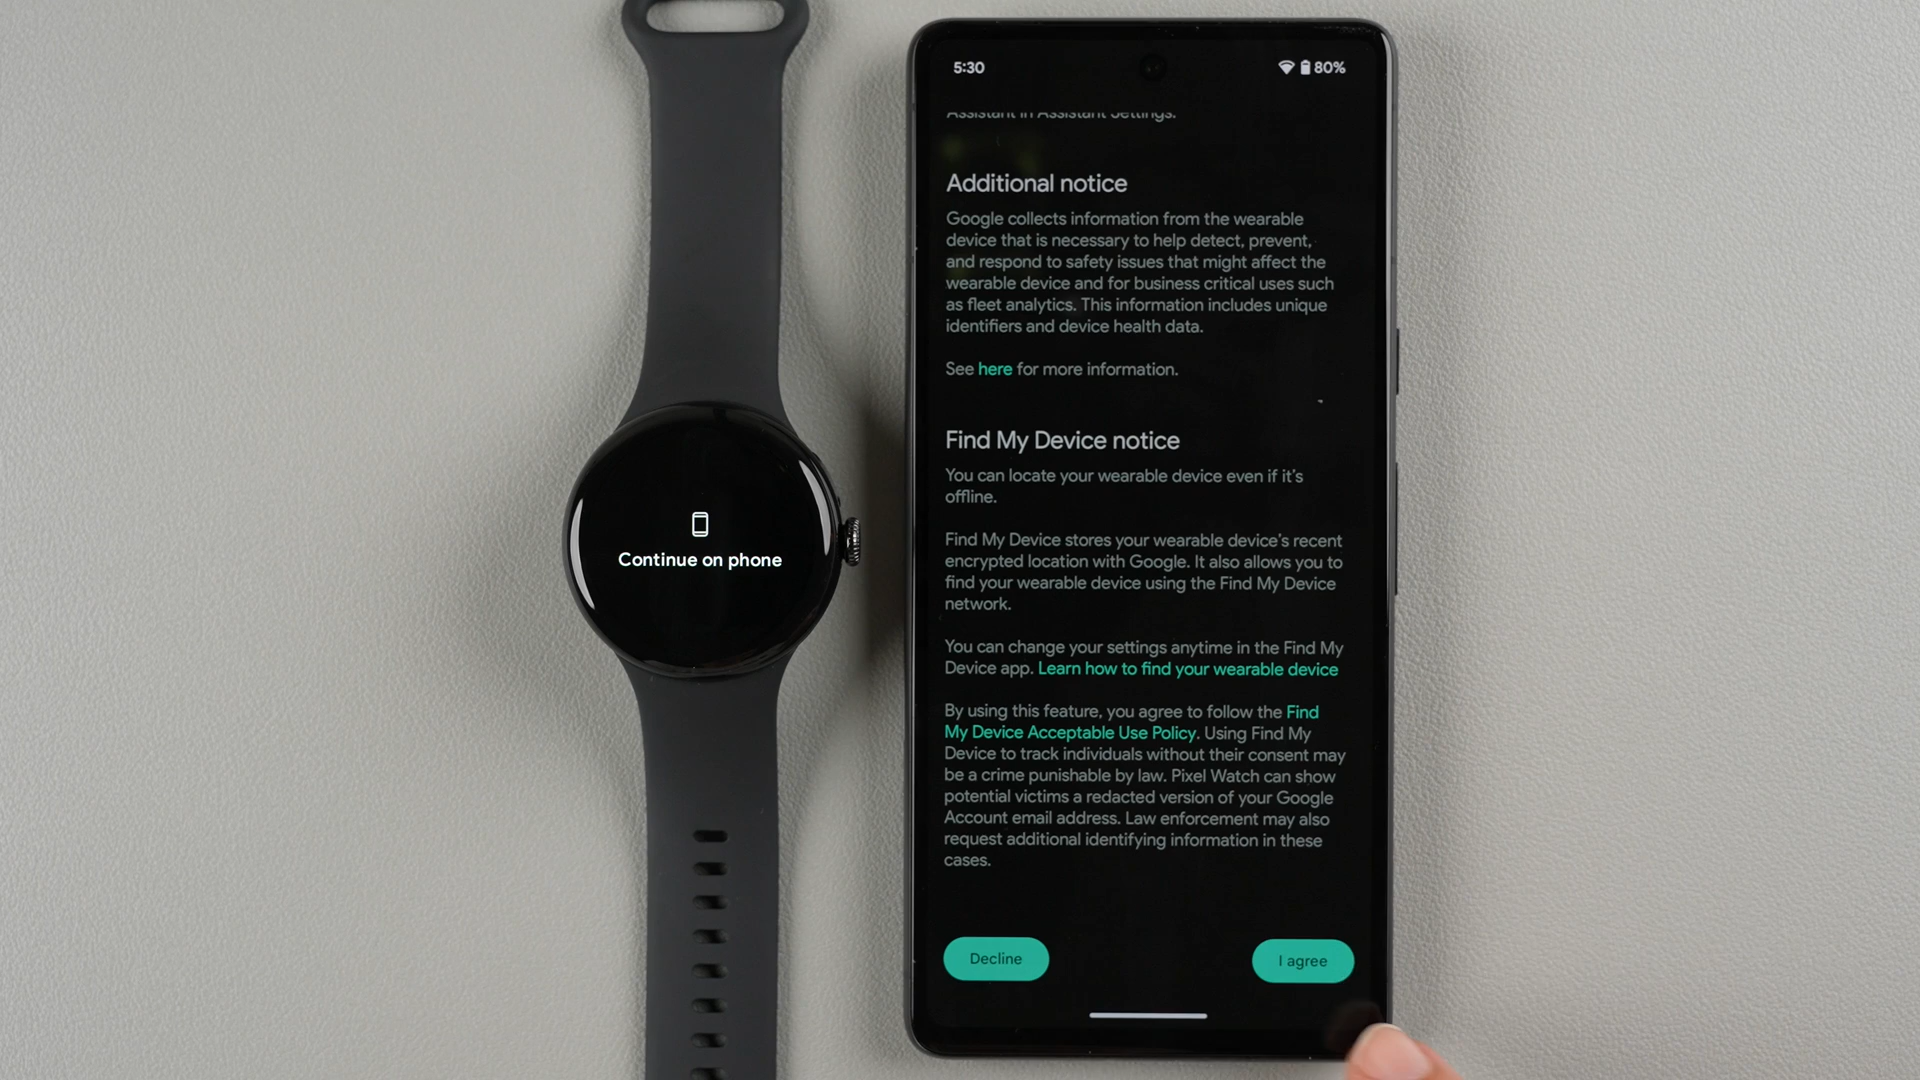 Continue on phone
5:30
80%
Assistant in Assistant Settings.
Additional notice
Google collects information from the wearable
device that is necessary to help detect, prevent,
and respond to safety issues that might affect the
wearable device and for business critical uses such
as fleet analytics. This information includes unique
identifiers and device health data.
See here for more information.
Find My Device notice
You can locate your wearable device even if it's
offline.
Find My Device stores your wearable device's recent
encrypted location with Google. It also allows you to
find your wearable device using the Find My Device
network.
You can change your settings anytime in the Find My
Device app. Learn how to find your wearable device
By using this feature, you agree to follow the Find
My Device Acceptable Use Policy. Using Find My
Device to track individuals without their consent may
be a crime punishable by law. Pixel Watch can show
potential victims a redacted version of your Google
Account email address. Law enforcement may also
request additional identifying information in these
cases.
Decline
I agree